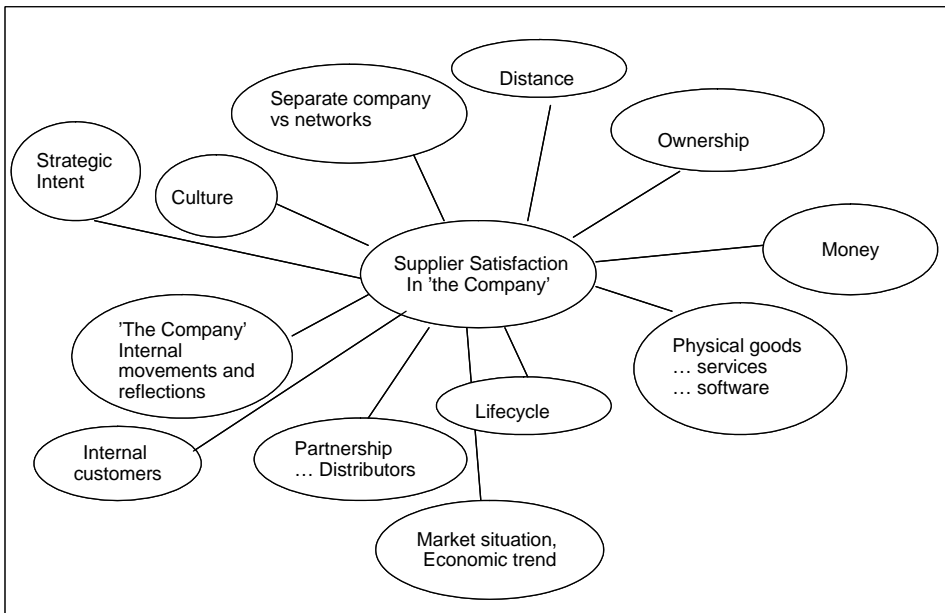 Distance
Separate company
vs networks
Ownership
Strategic
Intent
Culture
Supplier Satisfaction
In ’the Company’
Money
’The Company’
Internal
movements and
reflections
Physical goods
… services
… software
Lifecycle
Internal
customers
Partnership
… Distributors
Market situation,
Economic trend